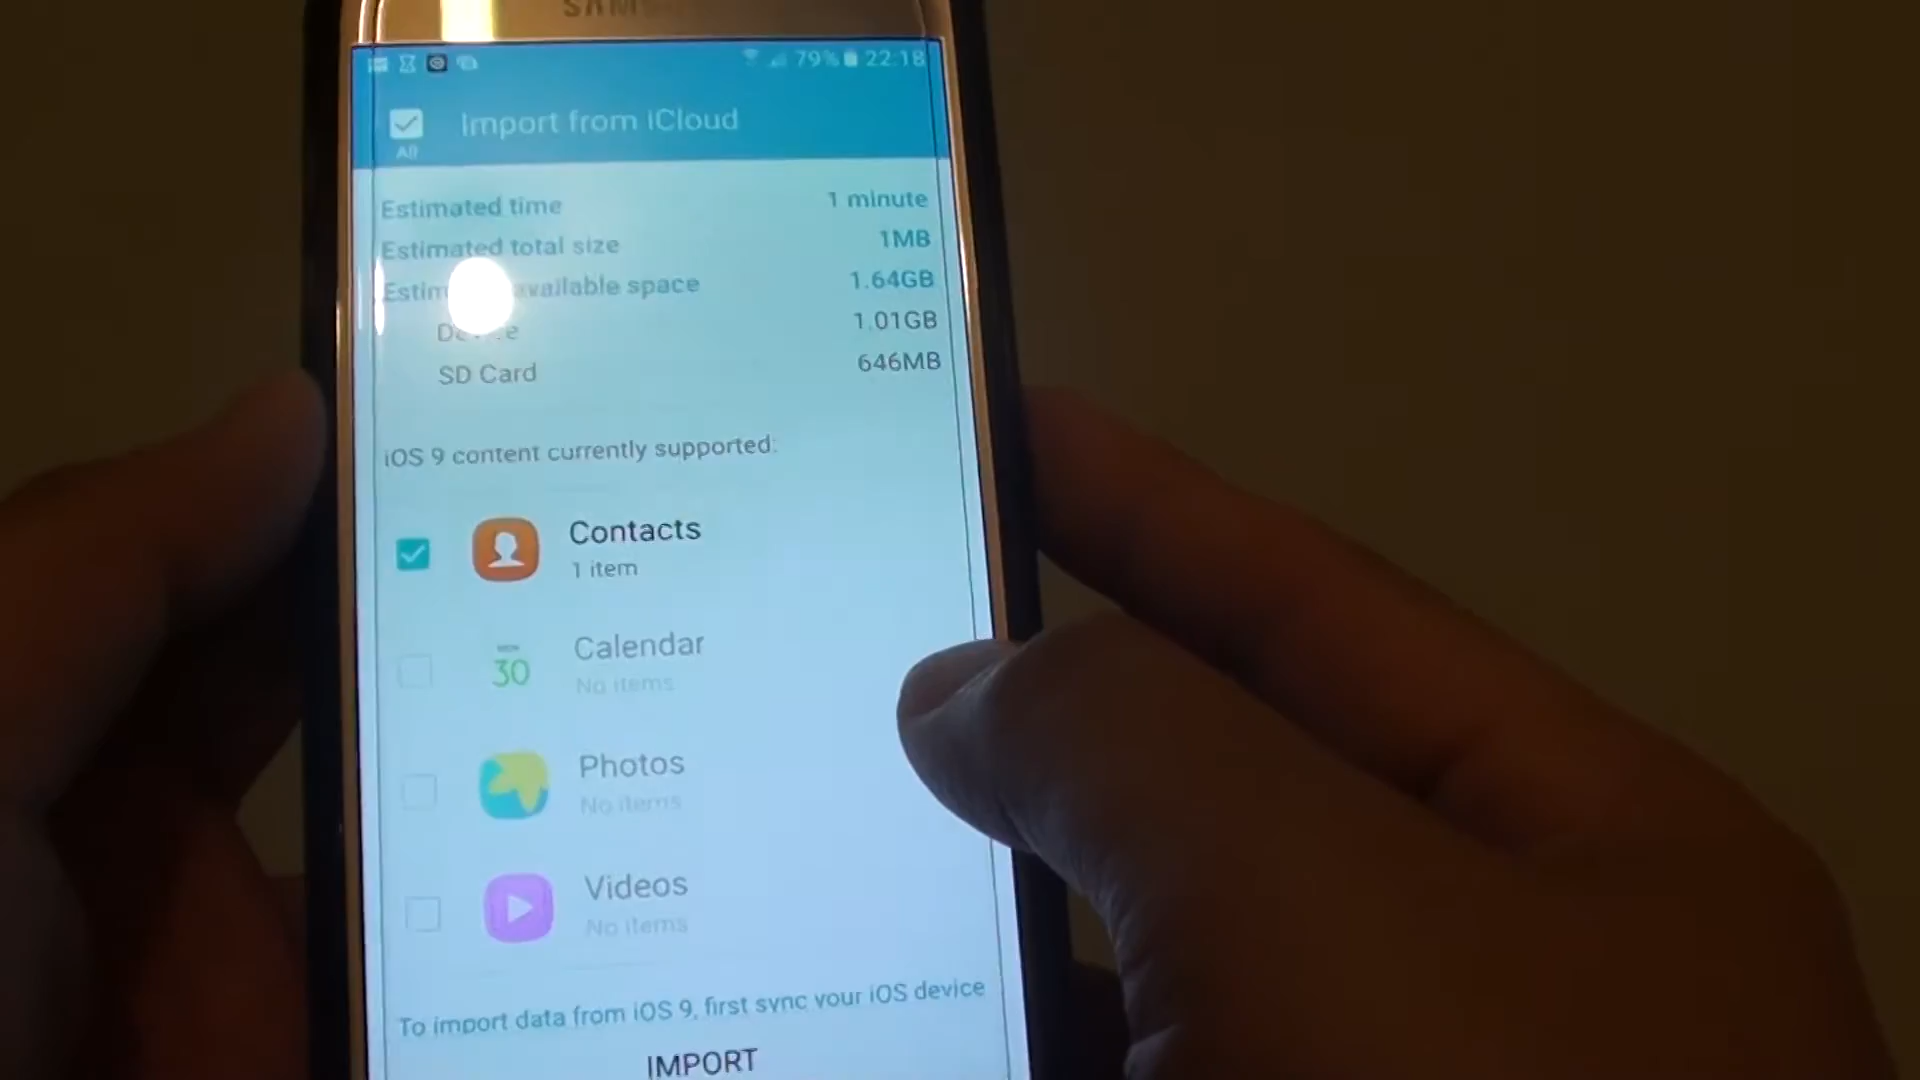 79% 22:18
Import from iCloud
All
Estimated time 1 minute
Estimated total size 1MB
available space 1.64GB
1.01GB
SD Card 646MB
iOS 9 content currently supported:
Contacts
1 item
30
Calendar
No items
Photos
No items
Videos
No items
To import data from iOS 9, first sync your iOS device
IMPORT